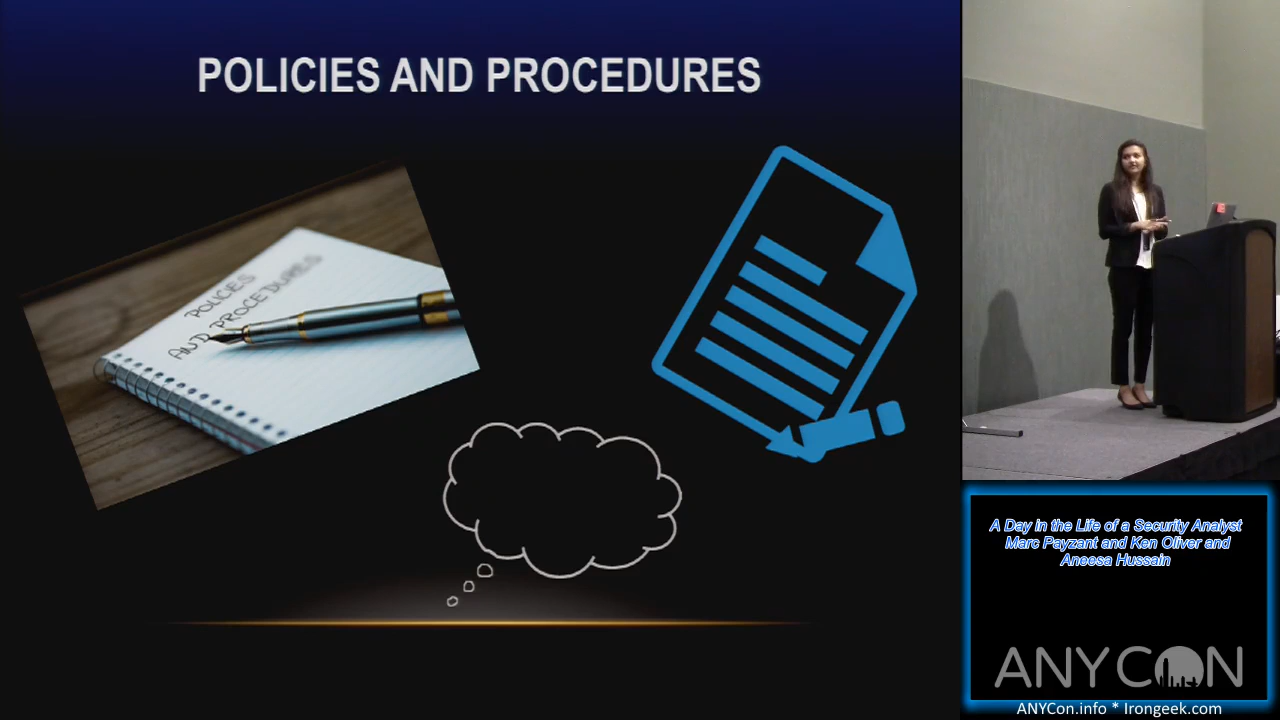 POLICIES AND PROCEDURES
POLICIES
AND PROCEDURES
A Day in the Life of a Security Analyst
Marc Payzant and Ken Oliver and
Aneesa Hussain
ANYCON
ANYCon.info * Irongeek.com